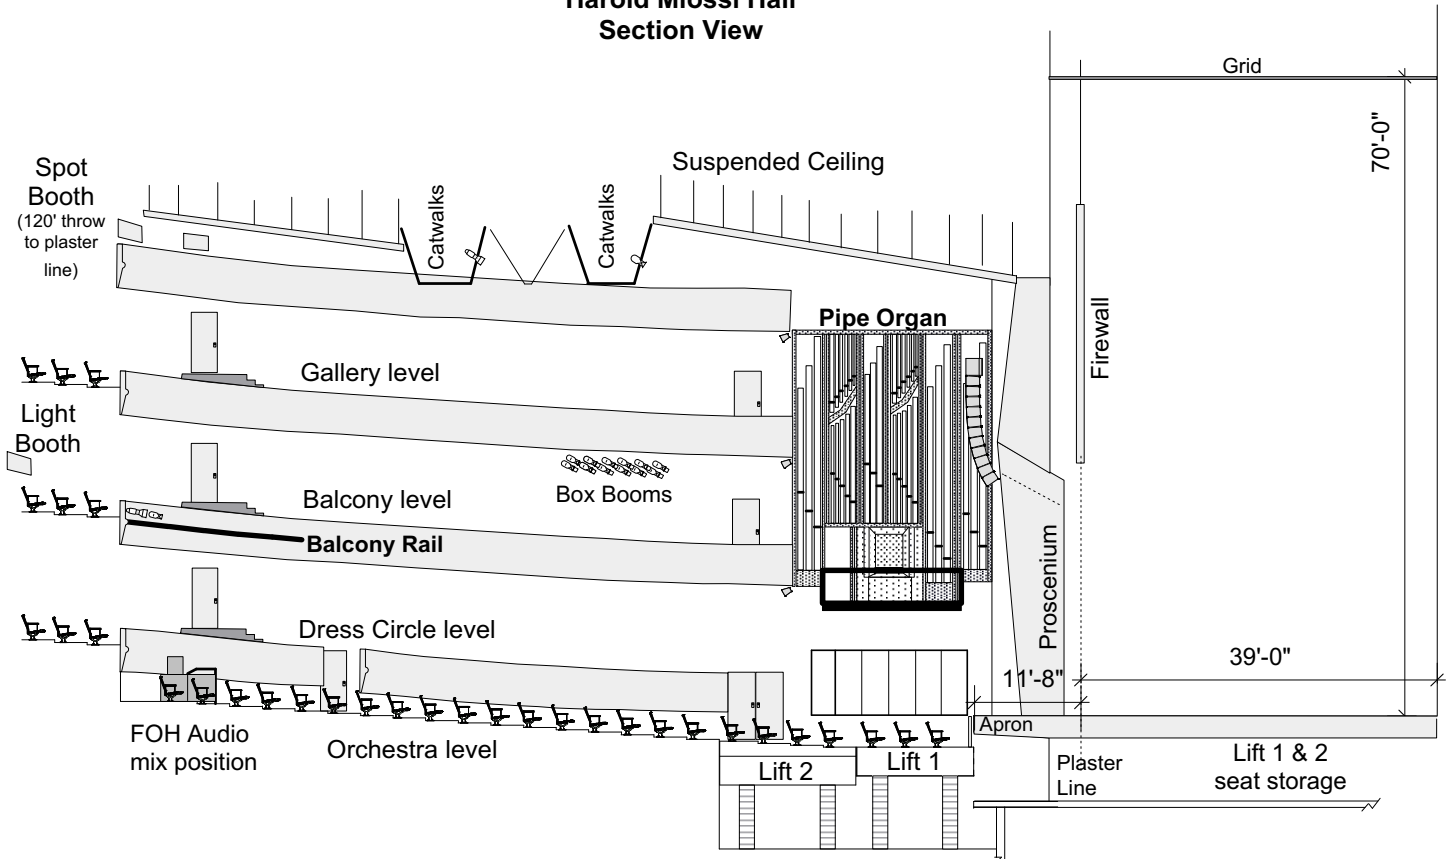 Harold Miossi Hall
Section View
Grid
70'-0"
Spot
Booth
(120' throw
to plaster
line)
Catwalks
Catwalks
Suspended Ceiling
Pipe Organ
Firewall
Gallery level
Light
Booth
Balcony level
Box Booms
Balcony Rail
Proscenium
Dress Circle level
11'-8"
39'-0"
Apron
FOH Audio
mix position
Orchestra level
Lift 2
Lift 1
Plaster
Line
Lift 1 & 2
seat storage